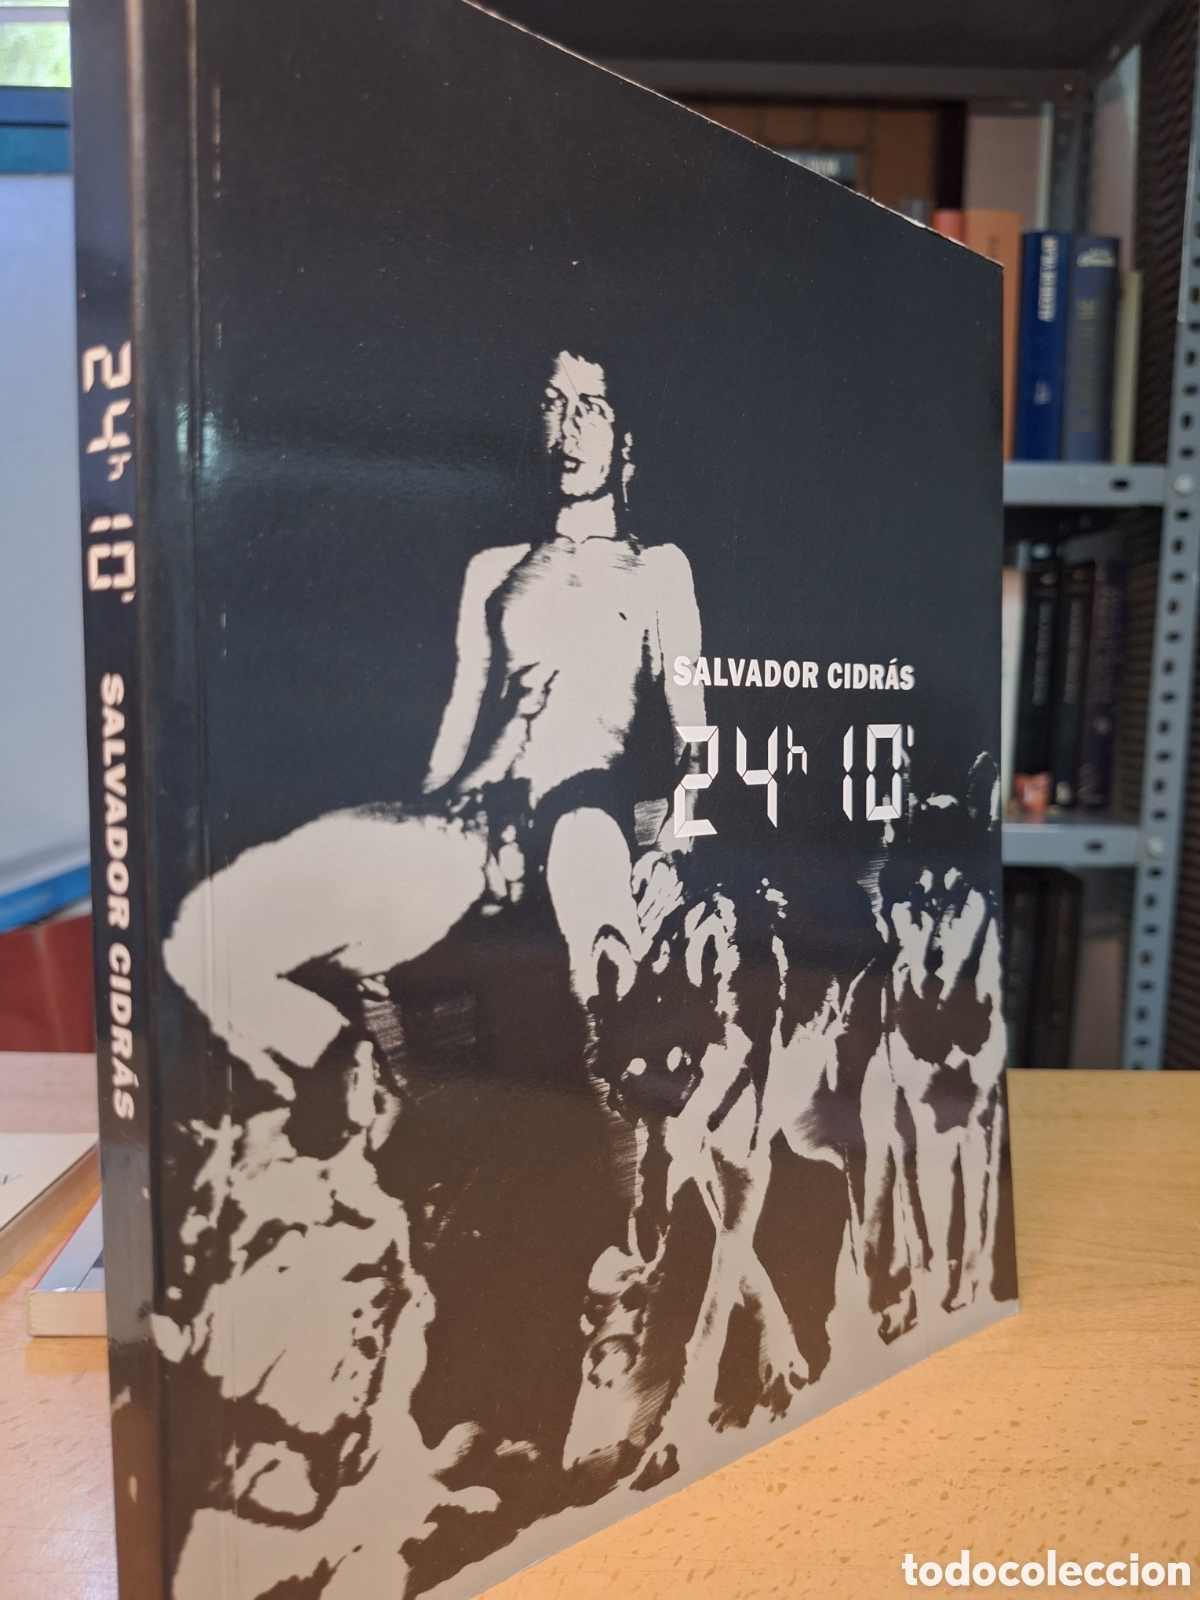 24h 10'
SALVADOR CIDRÁS
SALVADOR CIDRÁS
24h 10'
todocoleccion